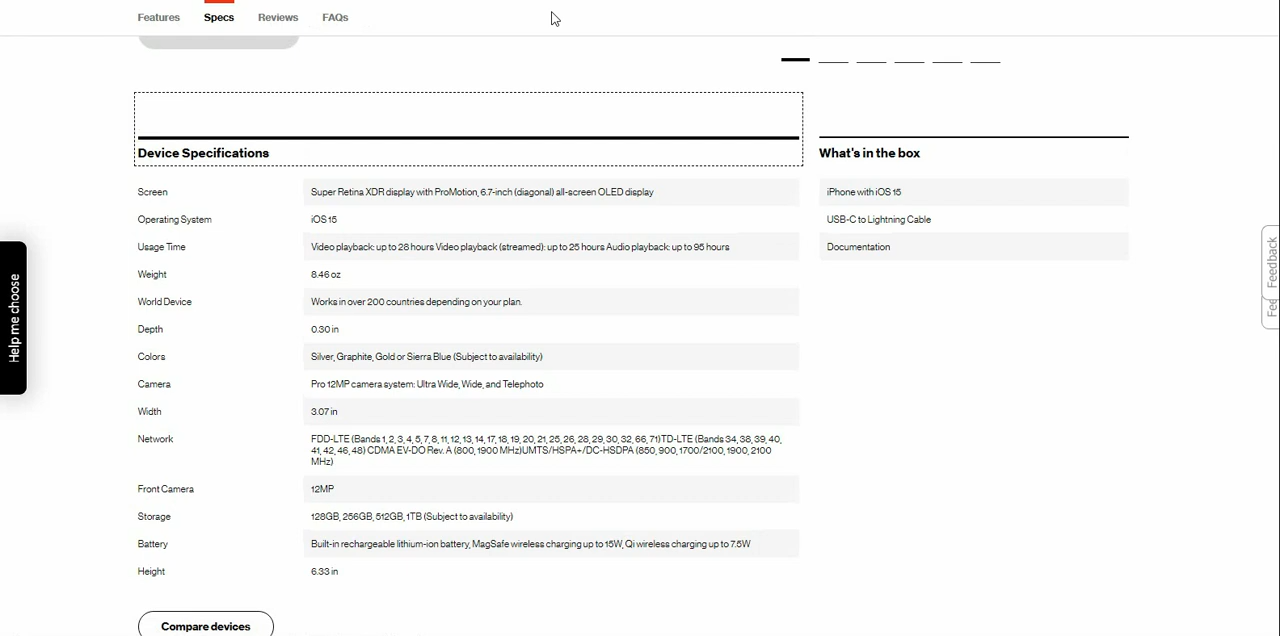 Features Specs Reviews FAQs
Device Specifications
Screen Super Retina XDR display with ProMotion, 6.7-inch (diagonal) all-screen OLED display
Operating System iOS 15
Usage Time Video playback: up to 28 hours Video playback (streamed): up to 25 hours Audio playback: up to 95 hours
Weight 8.46 oz
World Device Works in over 200 countries depending on your plan.
Depth 0.30 in
Colors Silver, Graphite, Gold or Sierra Blue (Subject to availability)
Camera Pro 12MP camera system: Ultra Wide, Wide, and Telephoto
Width 3.07 in
Network FDD-LTE (Bands 1, 2, 3, 4, 5, 7, 8, 11, 12, 13, 14, 17, 18, 19, 20, 21, 25, 26, 28, 29, 30, 32, 66, 71)TD-LTE (Bands 34, 38, 39, 40,
41, 42, 46, 48) CDMA EV-DO Rev. A (800, 1900 MHz)UMTS/HSPA+/DC-HSDPA (850, 900, 1700/2100, 1900, 2100
MHz)
Front Camera 12MP
Storage 128GB, 256GB, 512GB, 1TB (Subject to availability)
Battery Built-in rechargeable lithium-ion battery, MagSafe wireless charging up to 15W, Qi wireless charging up to 7.5W
Height 6.33 in
Compare devices
What's in the box
iPhone with iOS 15
USB-C to Lightning Cable
Documentation
Help me choose
Feedback
Fee